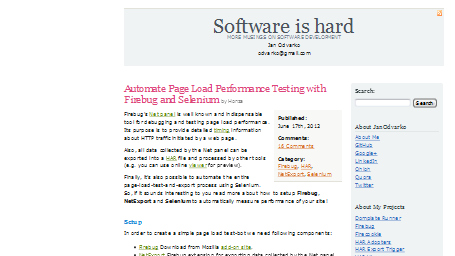 Software is hard
MORE MUSINGS ON SOFTWARE DEVELOPMENT
Jan Odvarko
odvarko@gmail.com
Automate Page Load Performance Testing with
Firebug and Selenium by Honza
Firebug's Net panel is well known and indispensable
tool for debugging and testing page load performance.
Its purpose is to provide detailed timing information
about HTTP traffic initiated by a web page.
Also, all data collected by the Net panel can be
exported into a HAR file and processed by other tools
(e.g. you can use online viewer for preview).
Finally, it's also possible to automate the entire
page-load-test-and-export process using Selenium.
So, if it sounds interesting to you read more about how to setup Firebug,
NetExport and Selenium to automatically measure performance of your site!
Setup
In order to create a simple page load test-bot we need following components:
Firebug Download from Mozilla add-on site.
NetExport Firebug extension for exporting data collected by the Net panel
Published:
June 17th, 2012
Comments:
18 Comments
Category:
Firebug, HAR,
NetExport, Selenium
Search:
Search
About Jan Odvarko
About Me
GitHub
Google+
LinkedIn
Ohloh
Quora
Twitter
About My Projects
Domplate Runner
Firebug
Firecookie
HAR Adopters
HAR Export Trigger
HAR